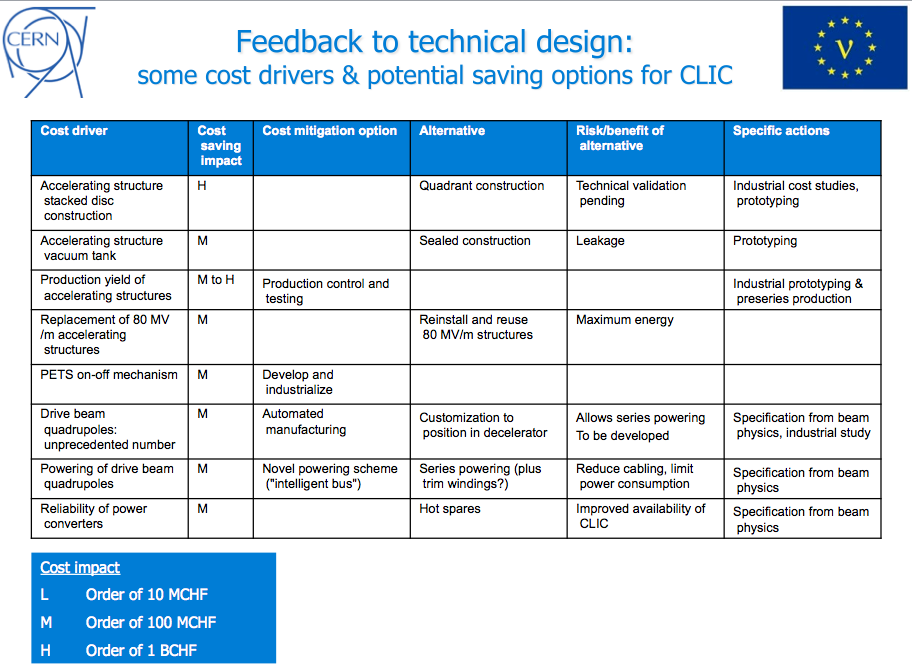 CERN
Feedback to technical design:
ν
some cost drivers & potential saving options for CLIC
Cost driver
Cost
saving
impact
Cost mitigation option
Alternative
Risk/benefit of
alternative
Specific actions
Accelerating structure
stacked disc
construction
H
Quadrant construction
Technical validation
pending
Industrial cost studies,
prototyping
Accelerating structure
vacuum tank
M
Sealed construction
Leakage
Prototyping
Production yield of
accelerating structures
M to H
Production control and
testing
Industrial prototyping &
preseries production
Replacement of 80 MV
/m accelerating
structures
M
Reinstall and reuse
80 MV/m structures
Maximum energy
PETS on-off mechanism
M
Develop and
industrialize
Drive beam
quadrupoles:
unprecedented number
M
Automated
manufacturing
Customization to
position in decelerator
Allows series powering
To be developed
Specification from beam
physics, industrial study
Powering of drive beam
quadrupoles
M
Novel powering scheme
("intelligent bus")
Series powering (plus
trim windings?)
Reduce cabling, limit
power consumption
Specification from beam
physics
Reliability of power
converters
M
Hot spares
Improved availability of
CLIC
Specification from beam
physics
Cost impact
L Order of 10 MCHF
M Order of 100 MCHF
H Order of 1 BCHF